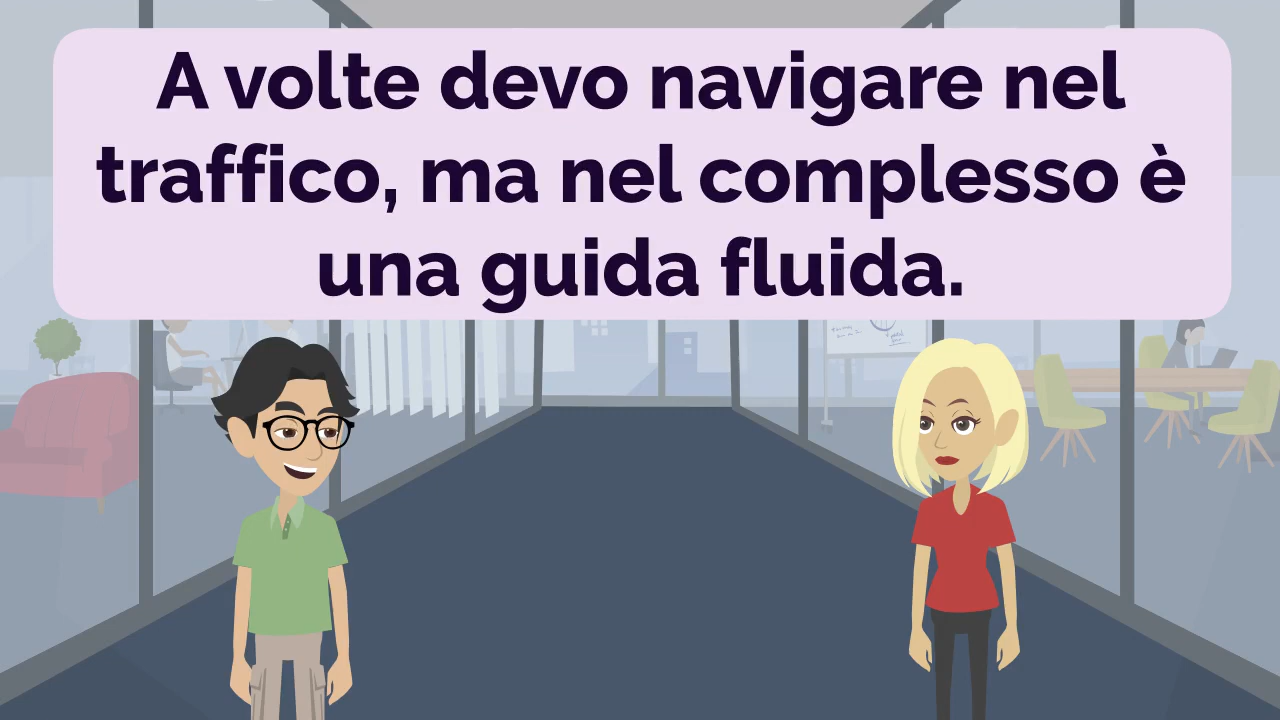 A volte devo navigare nel
traffico, ma nel complesso è
una guida fluida.